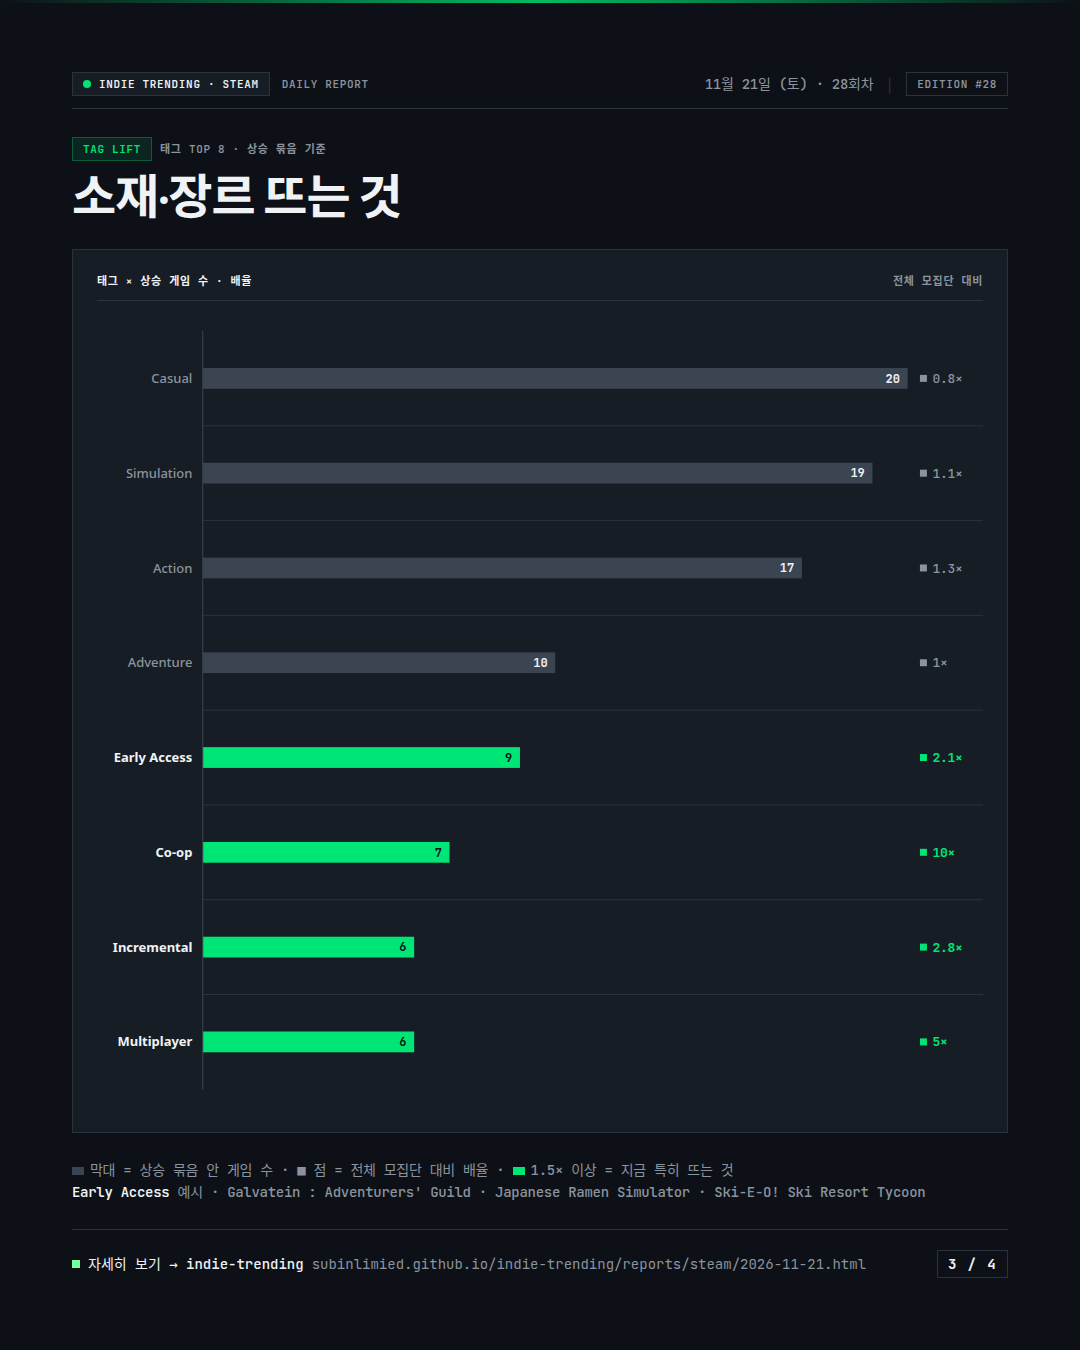 INDIE TRENDING · STEAM DAILY REPORT 11월 21일 (토) · 28회차 EDITION #28
TAG LIFT 태그 TOP 8 · 상승 묶음 기준
소재·장르 뜨는 것
태그 × 상승 게임 수 · 배율 전체 모집단 대비
Casual 20 0.8×
Simulation 19 1.1×
Action 17 1.3×
Adventure 10 1×
Early Access 9 2.1×
Co-op 7 10×
Incremental 6 2.8×
Multiplayer 6 5×
막대 = 상승 묶음 안 게임 수 · 점 = 전체 모집단 대비 배율 · 1.5× 이상 = 지금 특히 뜨는 것
Early Access 예시 · Galvatein : Adventurers' Guild · Japanese Ramen Simulator · Ski-E-O! Ski Resort Tycoon
자세히 보기 → indie-trending subinlimied.github.io/indie-trending/reports/steam/2026-11-21.html 3 / 4